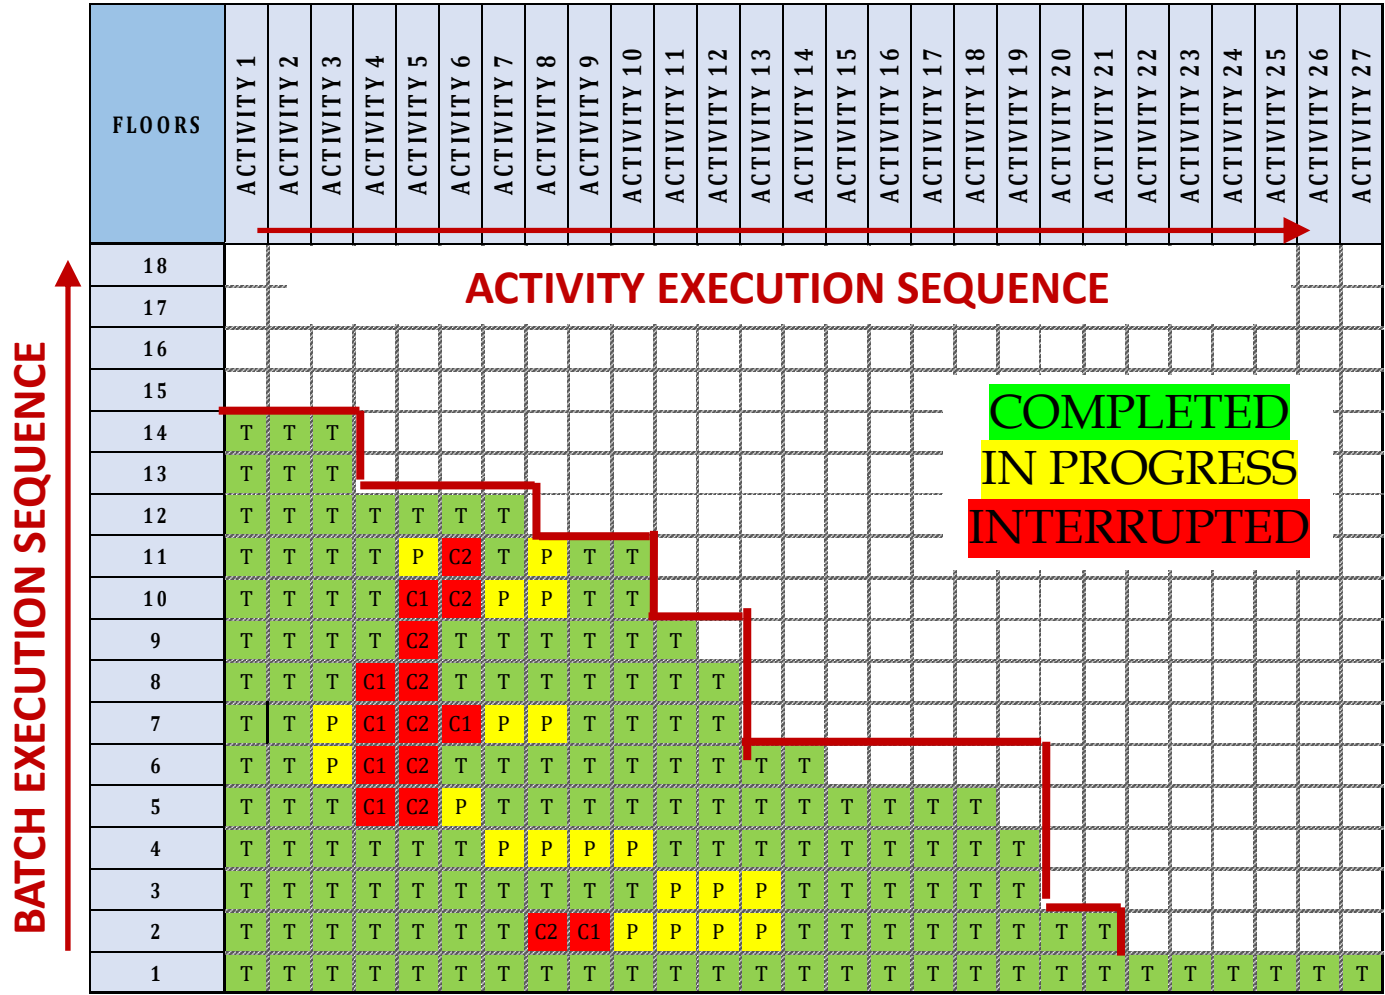 FLOORS ACTIVITY 1 ACTIVITY 2 ACTIVITY 3 ACTIVITY 4 ACTIVITY 5 ACTIVITY 6 ACTIVITY 7 ACTIVITY 8 ACTIVITY 9 ACTIVITY 10 ACTIVITY 11 ACTIVITY 12 ACTIVITY 13 ACTIVITY 14 ACTIVITY 15 ACTIVITY 16 ACTIVITY 17 ACTIVITY 18 ACTIVITY 19 ACTIVITY 20 ACTIVITY 21 ACTIVITY 22 ACTIVITY 23 ACTIVITY 24 ACTIVITY 25 ACTIVITY 26 ACTIVITY 27
BATCH EXECUTION SEQUENCE
18
ACTIVITY EXECUTION SEQUENCE
17
16
15
COMPLETED
IN PROGRESS
INTERRUPTED
14 T T T
13 T T T
12 T T T T T T T
11 T T T T P C2 T P T T
10 T T T T C1 C2 P P T T
9 T T T T C2 T T T T T T
8 T T T C1 C2 T T T T T T T
7 T T P C1 C2 C1 P P T T T T
6 T T P C1 C2 T T T T T T T T T
5 T T T C1 C2 P T T T T T T T T T T T T
4 T T T T T T P P P P T T T T T T T T T
3 T T T T T T T T T T P P P T T T T T T
2 T T T T T T T C2 C1 P P P P T T T T T T T T
1 T T T T T T T T T T T T T T T T T T T T T T T T T T T